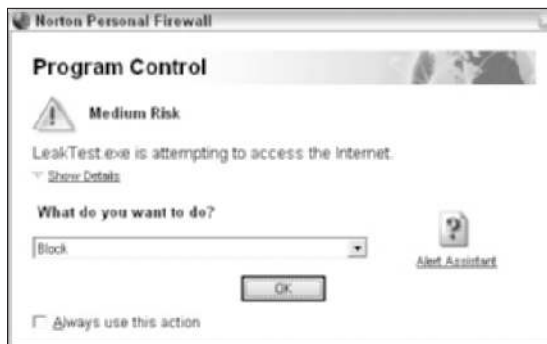 Norton Personal Firewall
Program Control
Medium Risk
LeakTest.exe is attempting to access the Internet.
Show Details
What do you want to do?
Block
Alert Assistant
OK
Always use this action